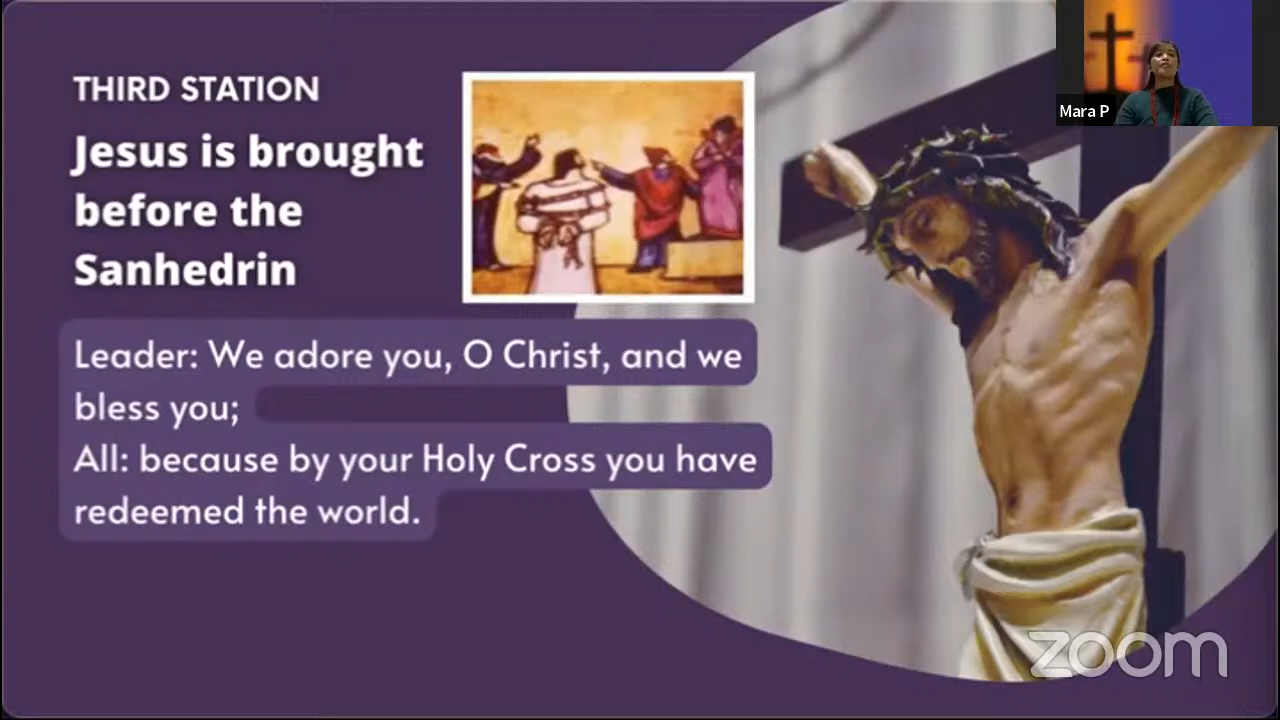 THIRD STATION
Jesus is brought
before the
Sanhedrin
Leader: We adore you, O Christ, and we
bless you;
All: because by your Holy Cross you have
redeemed the world.
Mara P
zoom